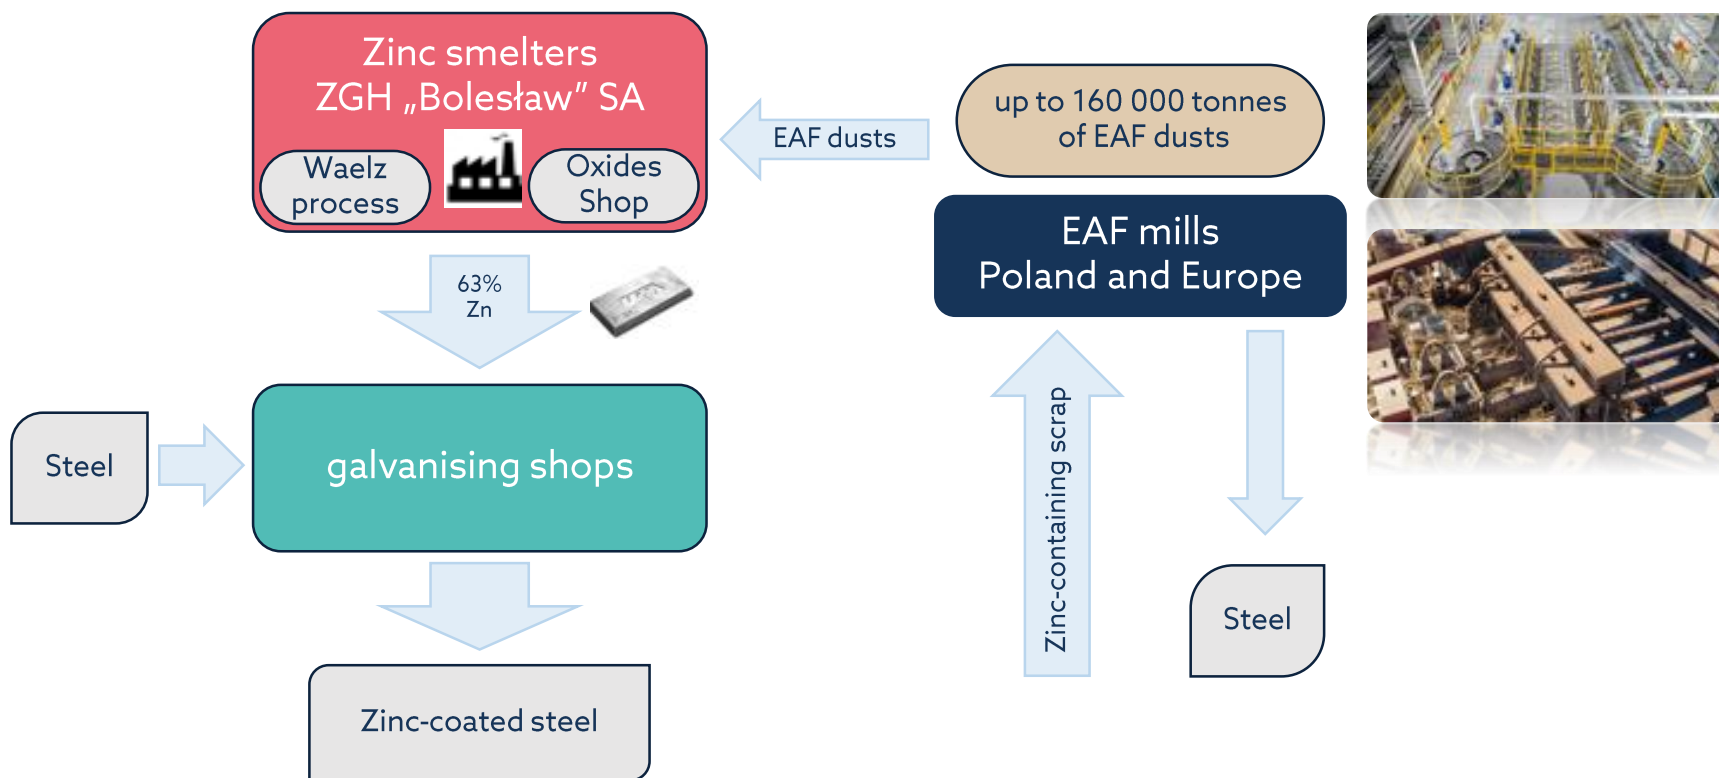 Zinc smelters
ZGH „Bolesław” SA
Waelz
process
Oxides
Shop
EAF dusts
up to 160 000 tonnes
of EAF dusts
EAF mills
Poland and Europe
63%
Zn
Steel
galvanising shops
Zinc-containing scrap
Steel
Zinc-coated steel